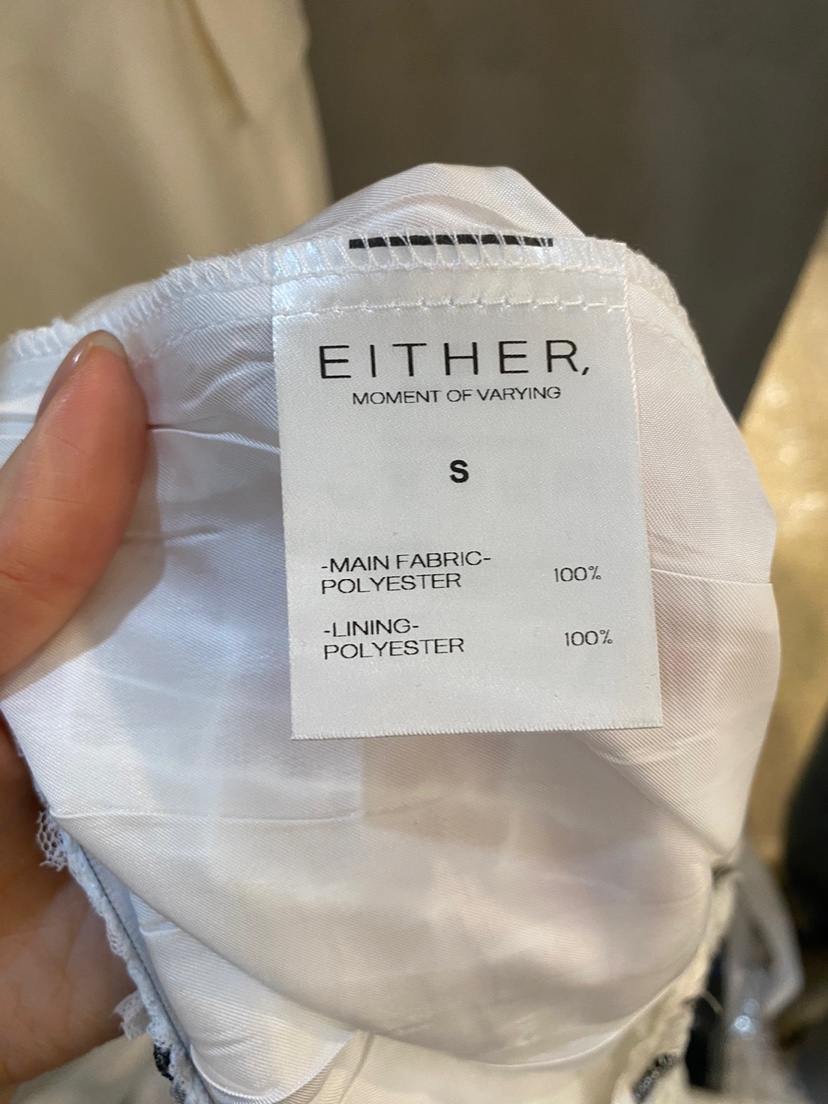 EITHER,
MOMENT OF VARYING
S
-MAIN FABRIC-
POLYESTER 100%
-LINING-
POLYESTER 100%